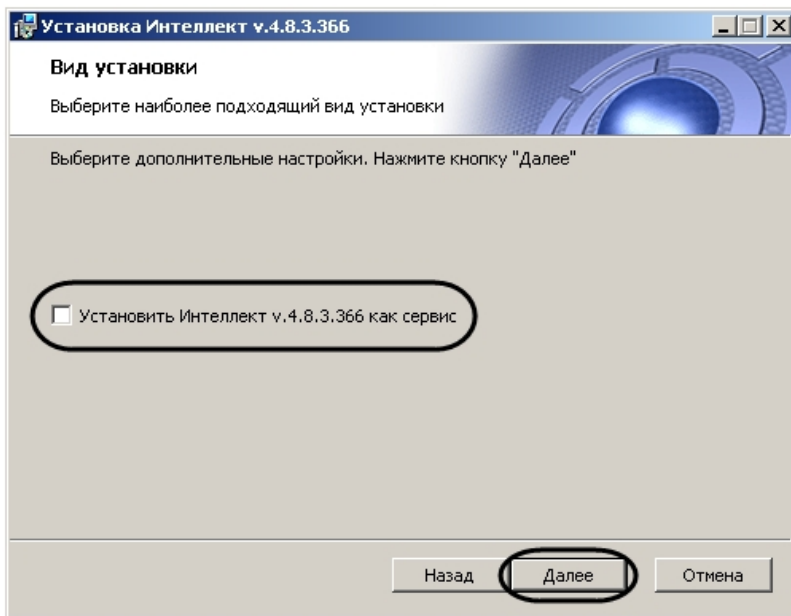 Установка Интеллект v.4.8.3.366
Вид установки
Выберите наиболее подходящий вид установки
Выберите дополнительные настройки. Нажмите кнопку "Далее"
Установить Интеллект v.4.8.3.366 как сервис
Назад Далее Отмена